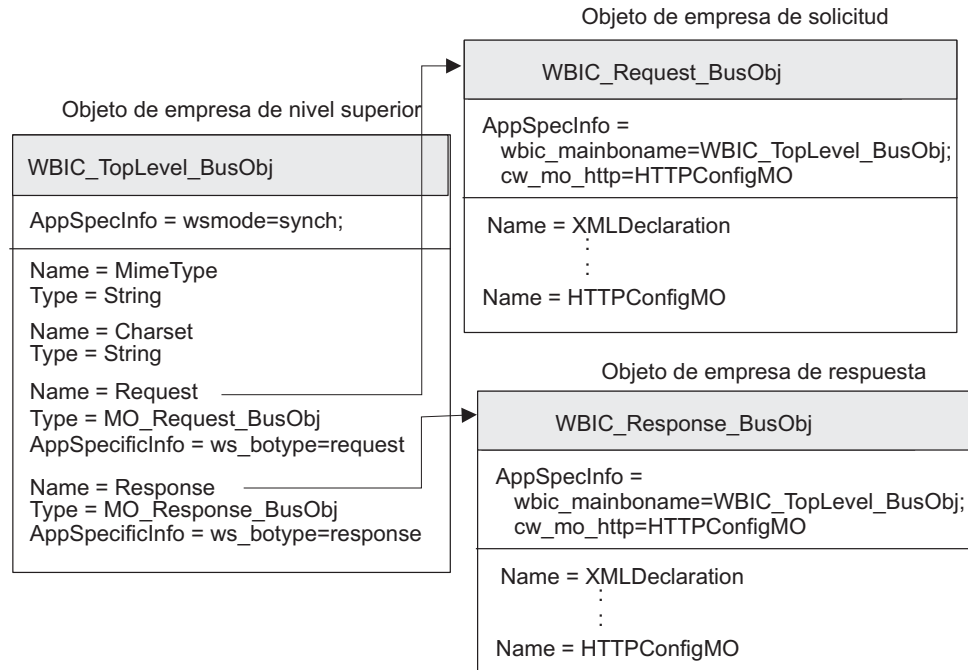 Objeto de empresa de solicitud
WBIC_Request_BusObj
AppSpecInfo =
wbic_mainboname=WBIC_TopLevel_BusObj;
cw_mo_http=HTTPConfigMO
Name = XMLDeclaration
:
:
Name = HTTPConfigMO
Objeto de empresa de nivel superior
WBIC_TopLevel_BusObj
AppSpecInfo = wsmode=synch;
Name = MimeType
Type = String
Name = Charset
Type = String
Name = Request
Type = MO_Request_BusObj
AppSpecificInfo = ws_botype=request
Name = Response
Type = MO_Response_BusObj
AppSpecificInfo = ws_botype=response
Objeto de empresa de respuesta
WBIC_Response_BusObj
AppSpecInfo =
wbic_mainboname=WBIC_TopLevel_BusObj;
cw_mo_http=HTTPConfigMO
Name = XMLDeclaration
:
:
Name = HTTPConfigMO